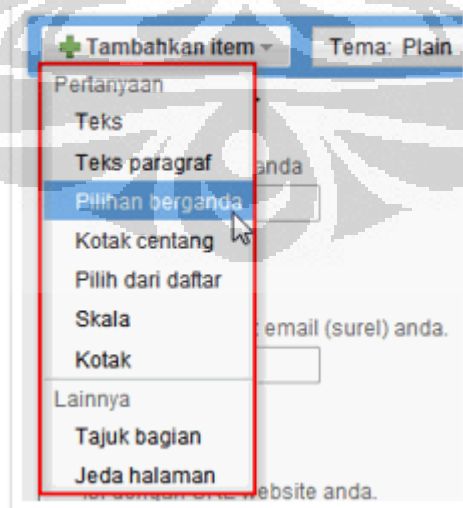 Tambahkan item Tema: Plain
Pertanyaan
Teks
Teks paragraf anda
Pilihan berganda
Kotak centang
Pilih dari daftar
Skala email (surel) anda.
Kotak
Lainnya
Tajuk bagian
Jeda halaman
website anda.